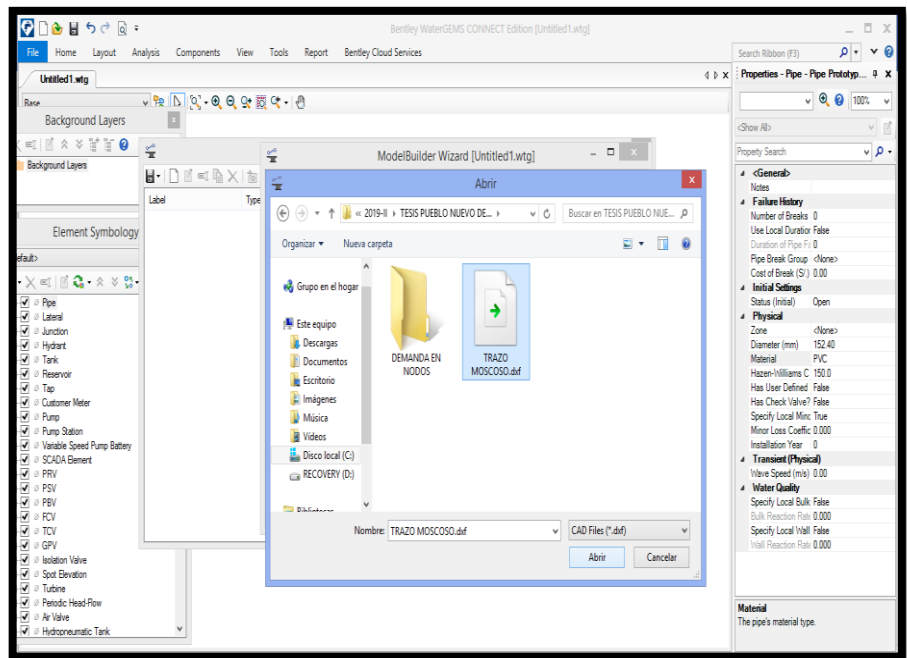 Bentley WaterGEMS CONNECT Edition [Untitled1.wtg]
File Home Layout Analysis Components View Tools Report Bentley Cloud Services
Search Ribbon (F3)
Untitled1.wtg
Base
Background Layers
Background Layers
Element Symbology
efault>
Pipe
Lateral
Junction
Hydrant
Tank
Reservoir
Tap
Customer Meter
Pump
Pump Station
Variable Speed Pump Battery
SCADA Element
PRV
PSV
PBV
FCV
TCV
GPV
Isolation Valve
Spot Elevation
Turbine
Periodic Head-Flow
Air Valve
Hydropneumatic Tank
Label Type
ModelBuilder Wizard [Untitled1.wtg]
Abrir
« 2019-II TESIS PUEBLO NUEVO DE...
Buscar en TESIS PUEBLO NUE...
Organizar Nueva carpeta
Grupo en el hogar
Este equipo
Descargas
Documentos
Escritorio
Imágenes
Música
Vídeos
Disco local (C:)
RECOVERY (D:)
Bibliotecas
DEMANDA EN
NODOS
TRAZO
MOSCOSO.dxf
Nombre: TRAZO MOSCOSO.dxf
CAD Files (*.dxf)
Abrir Cancelar
Properties - Pipe - Pipe Prototyp...
100%
<Show All>
Property Search
<General>
Notes
Failure History
Number of Breaks 0
Use Local Duration False
Duration of Pipe Fa 0
Pipe Break Group <None>
Cost of Break (S/.) 0.00
Initial Settings
Status (Initial) Open
Physical
Zone <None>
Diameter (mm) 152.40
Material PVC
Hazen-Williams C 150.0
Has User Defined False
Has Check Valve? False
Specify Local Minc True
Minor Loss Coeffic 0.000
Installation Year 0
Transient (Physical)
Wave Speed (m/s) 0.00
Water Quality
Specify Local Bulk False
Bulk Reaction Rate 0.000
Specify Local Wall False
Wall Reaction Rate 0.000
Material
The pipe's material type.